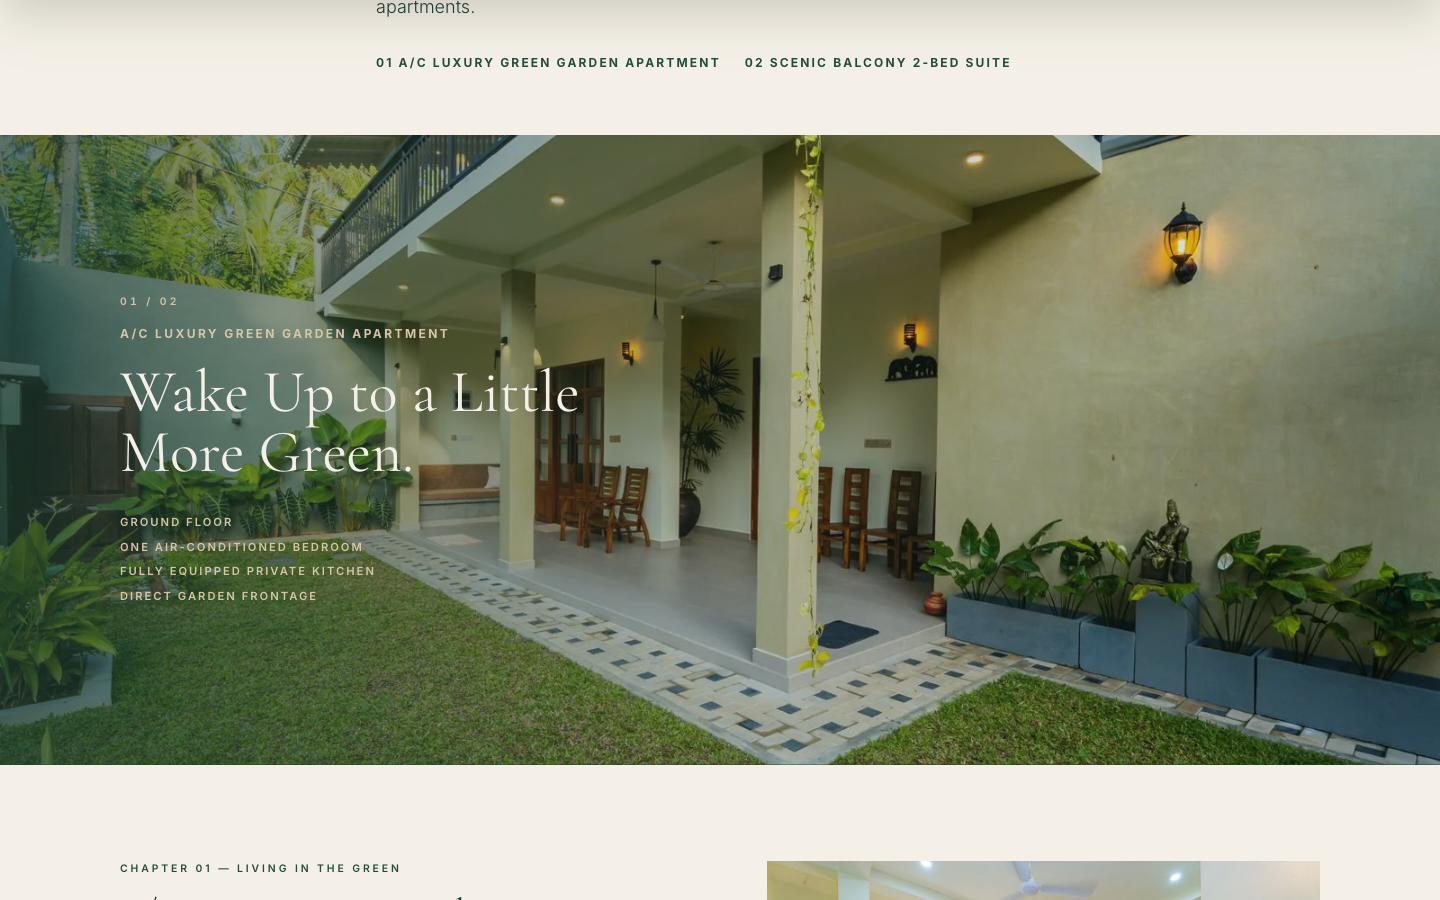 apartments.
01 A/C LUXURY GREEN GARDEN APARTMENT
02 SCENIC BALCONY 2-BED SUITE
01 / 02
A/C LUXURY GREEN GARDEN APARTMENT
Wake Up to a Little
More Green.
GROUND FLOOR
ONE AIR-CONDITIONED BEDROOM
FULLY EQUIPPED PRIVATE KITCHEN
DIRECT GARDEN FRONTAGE
CHAPTER 01 — LIVING IN THE GREEN